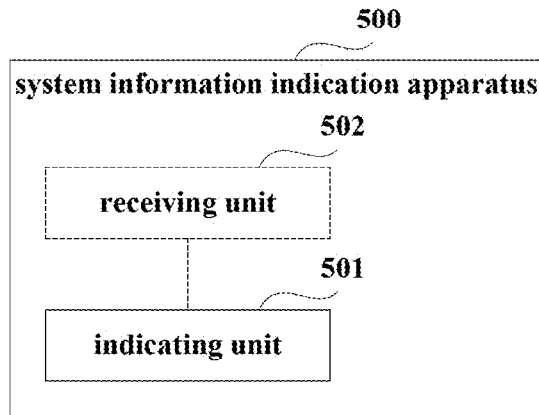 500
system information indication apparatus
502
receiving unit
501
indicating unit